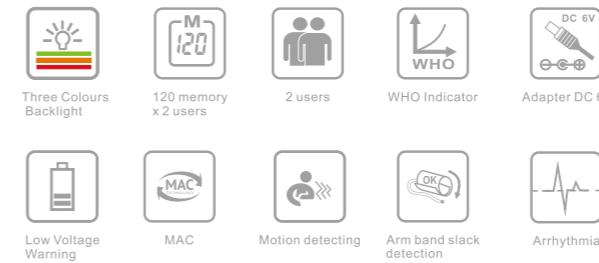 M
120
WHO
DC 6V
Three Colours
Backlight
120 memory
x 2 users
2 users
WHO Indicator
Adapter DC 6
MAC
OK
Low Voltage
Warning
MAC
Motion detecting
Arm band slack
detection
Arrhythmia